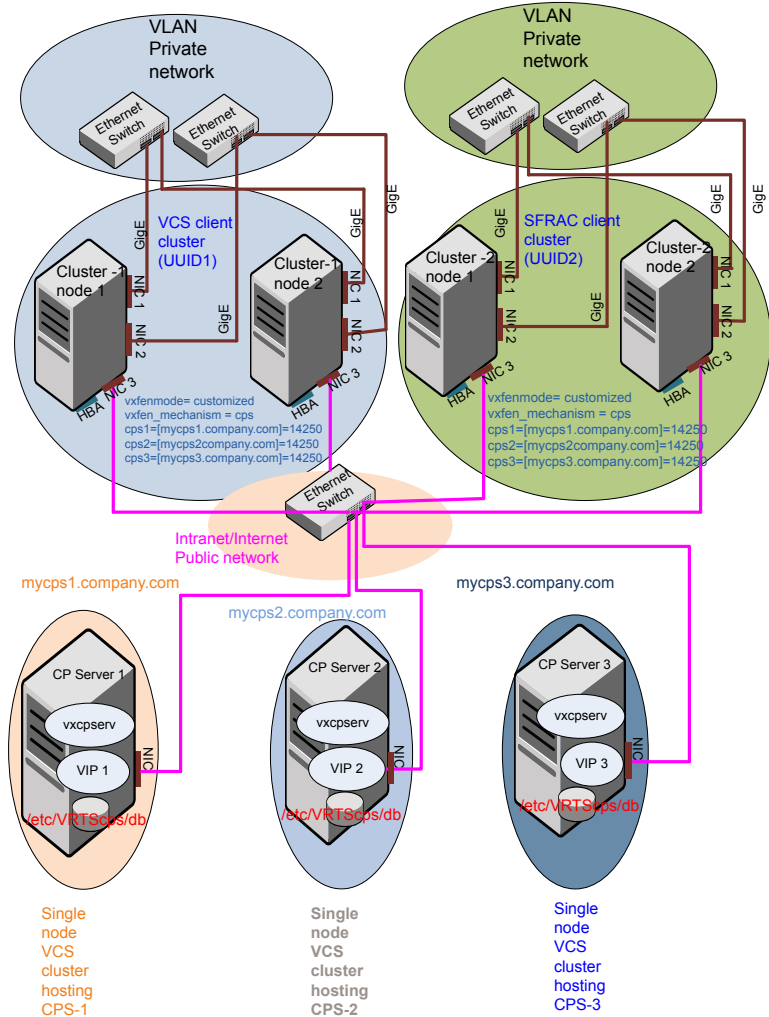 VLAN
Private
network
VLAN
Private
network
Ethernet
Switch
Ethernet
Switch
Ethernet
Switch
Ethernet
Switch
GigE
GigE
GigE
GigE
GigE
GigE
GigE
GigE
VCS client
cluster
(UUID1)
SFRAC client
cluster
(UUID2)
Cluster -1
node 1
NIC 1
NIC 2
NIC 3
HBA
Cluster-1
node 2
NIC 1
NIC 2
NIC 3
HBA
Cluster -2
node 1
NIC 1
NIC 2
NIC 3
HBA
Cluster-2
node 2
NIC 1
NIC 2
NIC 3
HBA
vxfenmode= customized
vxfen_mechanism = cps
cps1=[mycps1.company.com]=14250
cps2=[mycps2company.com]=14250
cps3=[mycps3.company.com]=14250
vxfenmode= customized
vxfen_mechanism = cps
cps1=[mycps1.company.com]=14250
cps2=[mycps2company.com]=14250
cps3=[mycps3.company.com]=14250
Ethernet
Switch
Intranet/Internet
Public network
mycps1.company.com
mycps2.company.com
mycps3.company.com
CP Server 1
vxcpserv
VIP 1
NIC
/etc/VRTScps/db
CP Server 2
vxcpserv
VIP 2
NIC
/etc/VRTScps/db
CP Server 3
vxcpserv
VIP 3
NIC
/etc/VRTScps/db
Single
node
VCS
cluster
hosting
CPS-1
Single
node
VCS
cluster
hosting
CPS-2
Single
node
VCS
cluster
hosting
CPS-3